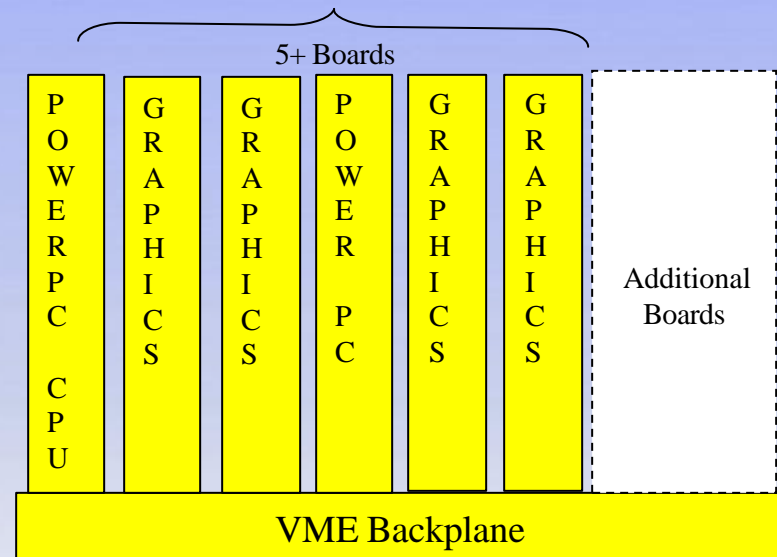 5+ Boards
POWERPC CPU
GRAPHICS
GRAPHICS
POWER PC
GRAPHICS
GRAPHICS
Additional
Boards
VME Backplane